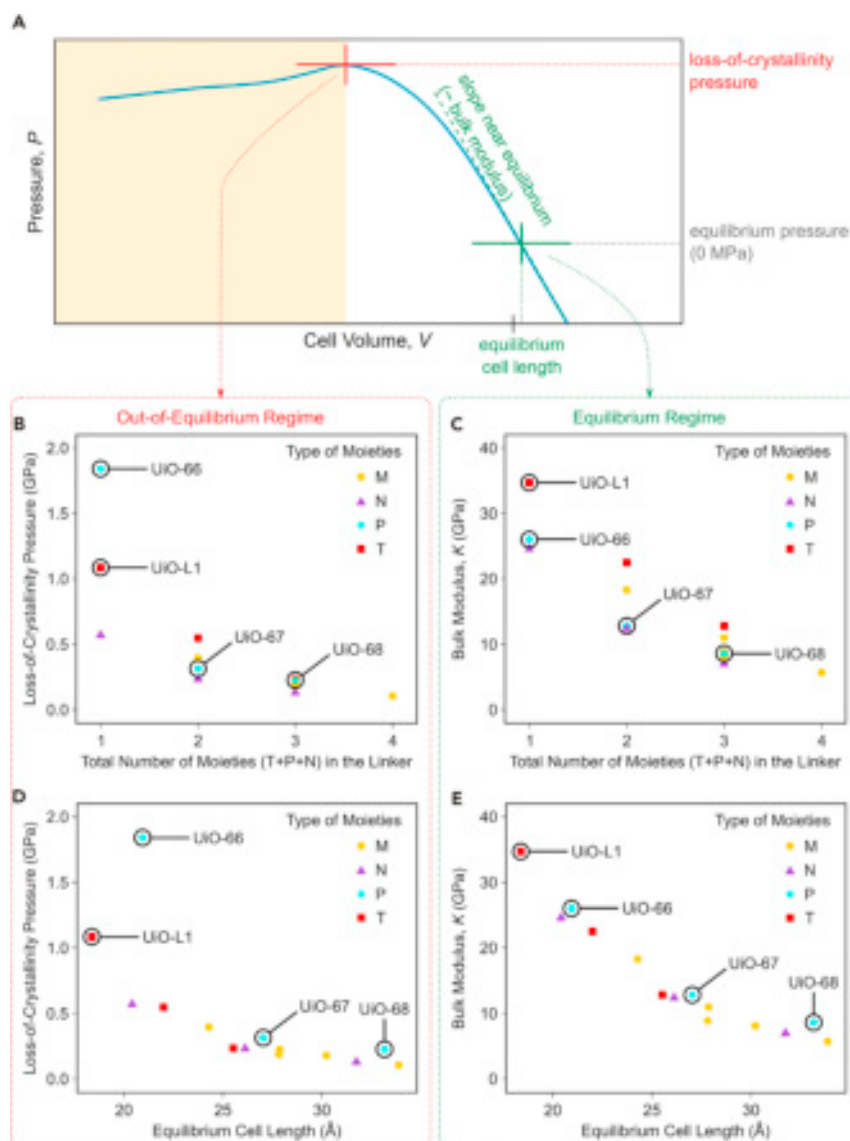 A
Pressure, P
Cell Volume, V
slope near equilibrium
(~ bulk modulus)
loss-of-crystallinity
pressure
equilibrium pressure
(0 MPa)
equilibrium
cell length
Out-of-Equilibrium Regime
Equilibrium Regime
B
Loss-of-Crystallinity Pressure (GPa)
2.0
1.5
1.0
0.5
0.0
UiO-66
UiO-L1
UiO-67
UiO-68
Type of Moieties
M
N
P
T
1 2 3 4
Total Number of Moieties (T+P+N) in the Linker
C
Bulk Modulus, K (GPa)
40
30
20
10
0
UiO-L1
UiO-66
UiO-67
UiO-68
Type of Moieties
M
N
P
T
1 2 3 4
Total Number of Moieties (T+P+N) in the Linker
D
Loss-of-Crystallinity Pressure (GPa)
2.0
1.5
1.0
0.5
0.0
UiO-66
UiO-L1
UiO-67
UiO-68
Type of Moieties
M
N
P
T
20 25 30
Equilibrium Cell Length (Å)
E
Bulk Modulus, K (GPa)
40
30
20
10
0
UiO-L1
UiO-66
UiO-67
UiO-68
Type of Moieties
M
N
P
T
20 25 30
Equilibrium Cell Length (Å)